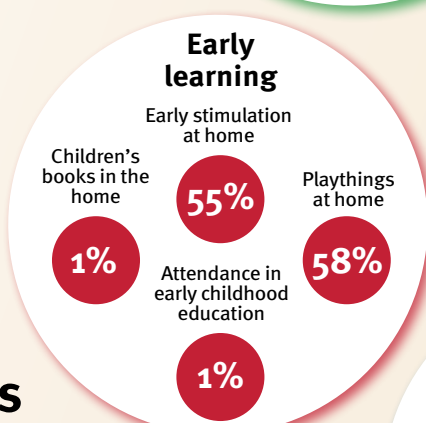 Early
learning
Early stimulation
at home
55%
Children’s
books in the
home
1%
Playthings
at home
58%
Attendance in
early childhood
education
1%
s